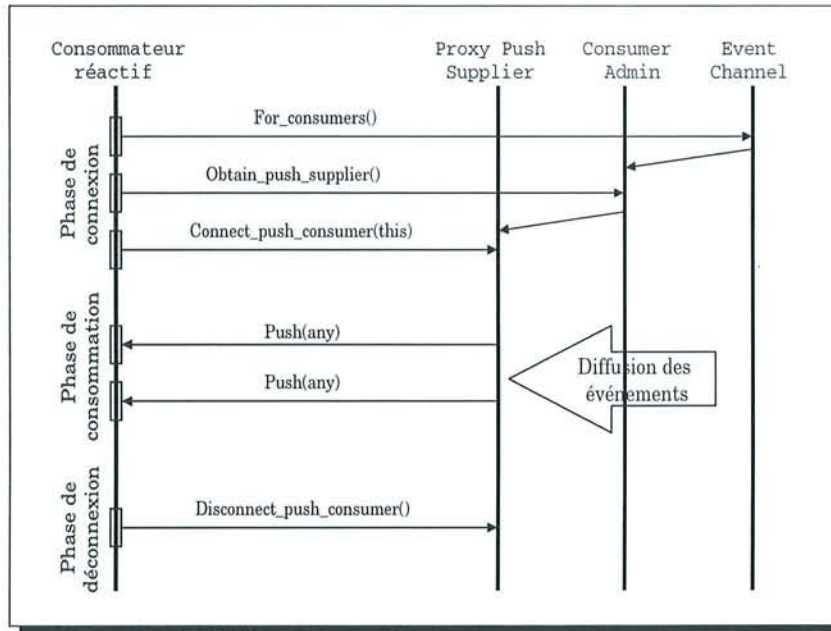 Consommateur
réactif
Proxy Push
Supplier
Consumer
Admin
Event
Channel
Phase de
connexion
For_consumers()
Obtain_push_supplier()
Connect_push_consumer(this)
Phase de
consommation
Push(any)
Push(any)
Diffusion des
événements
Phase de
déconnexion
Disconnect_push_consumer()